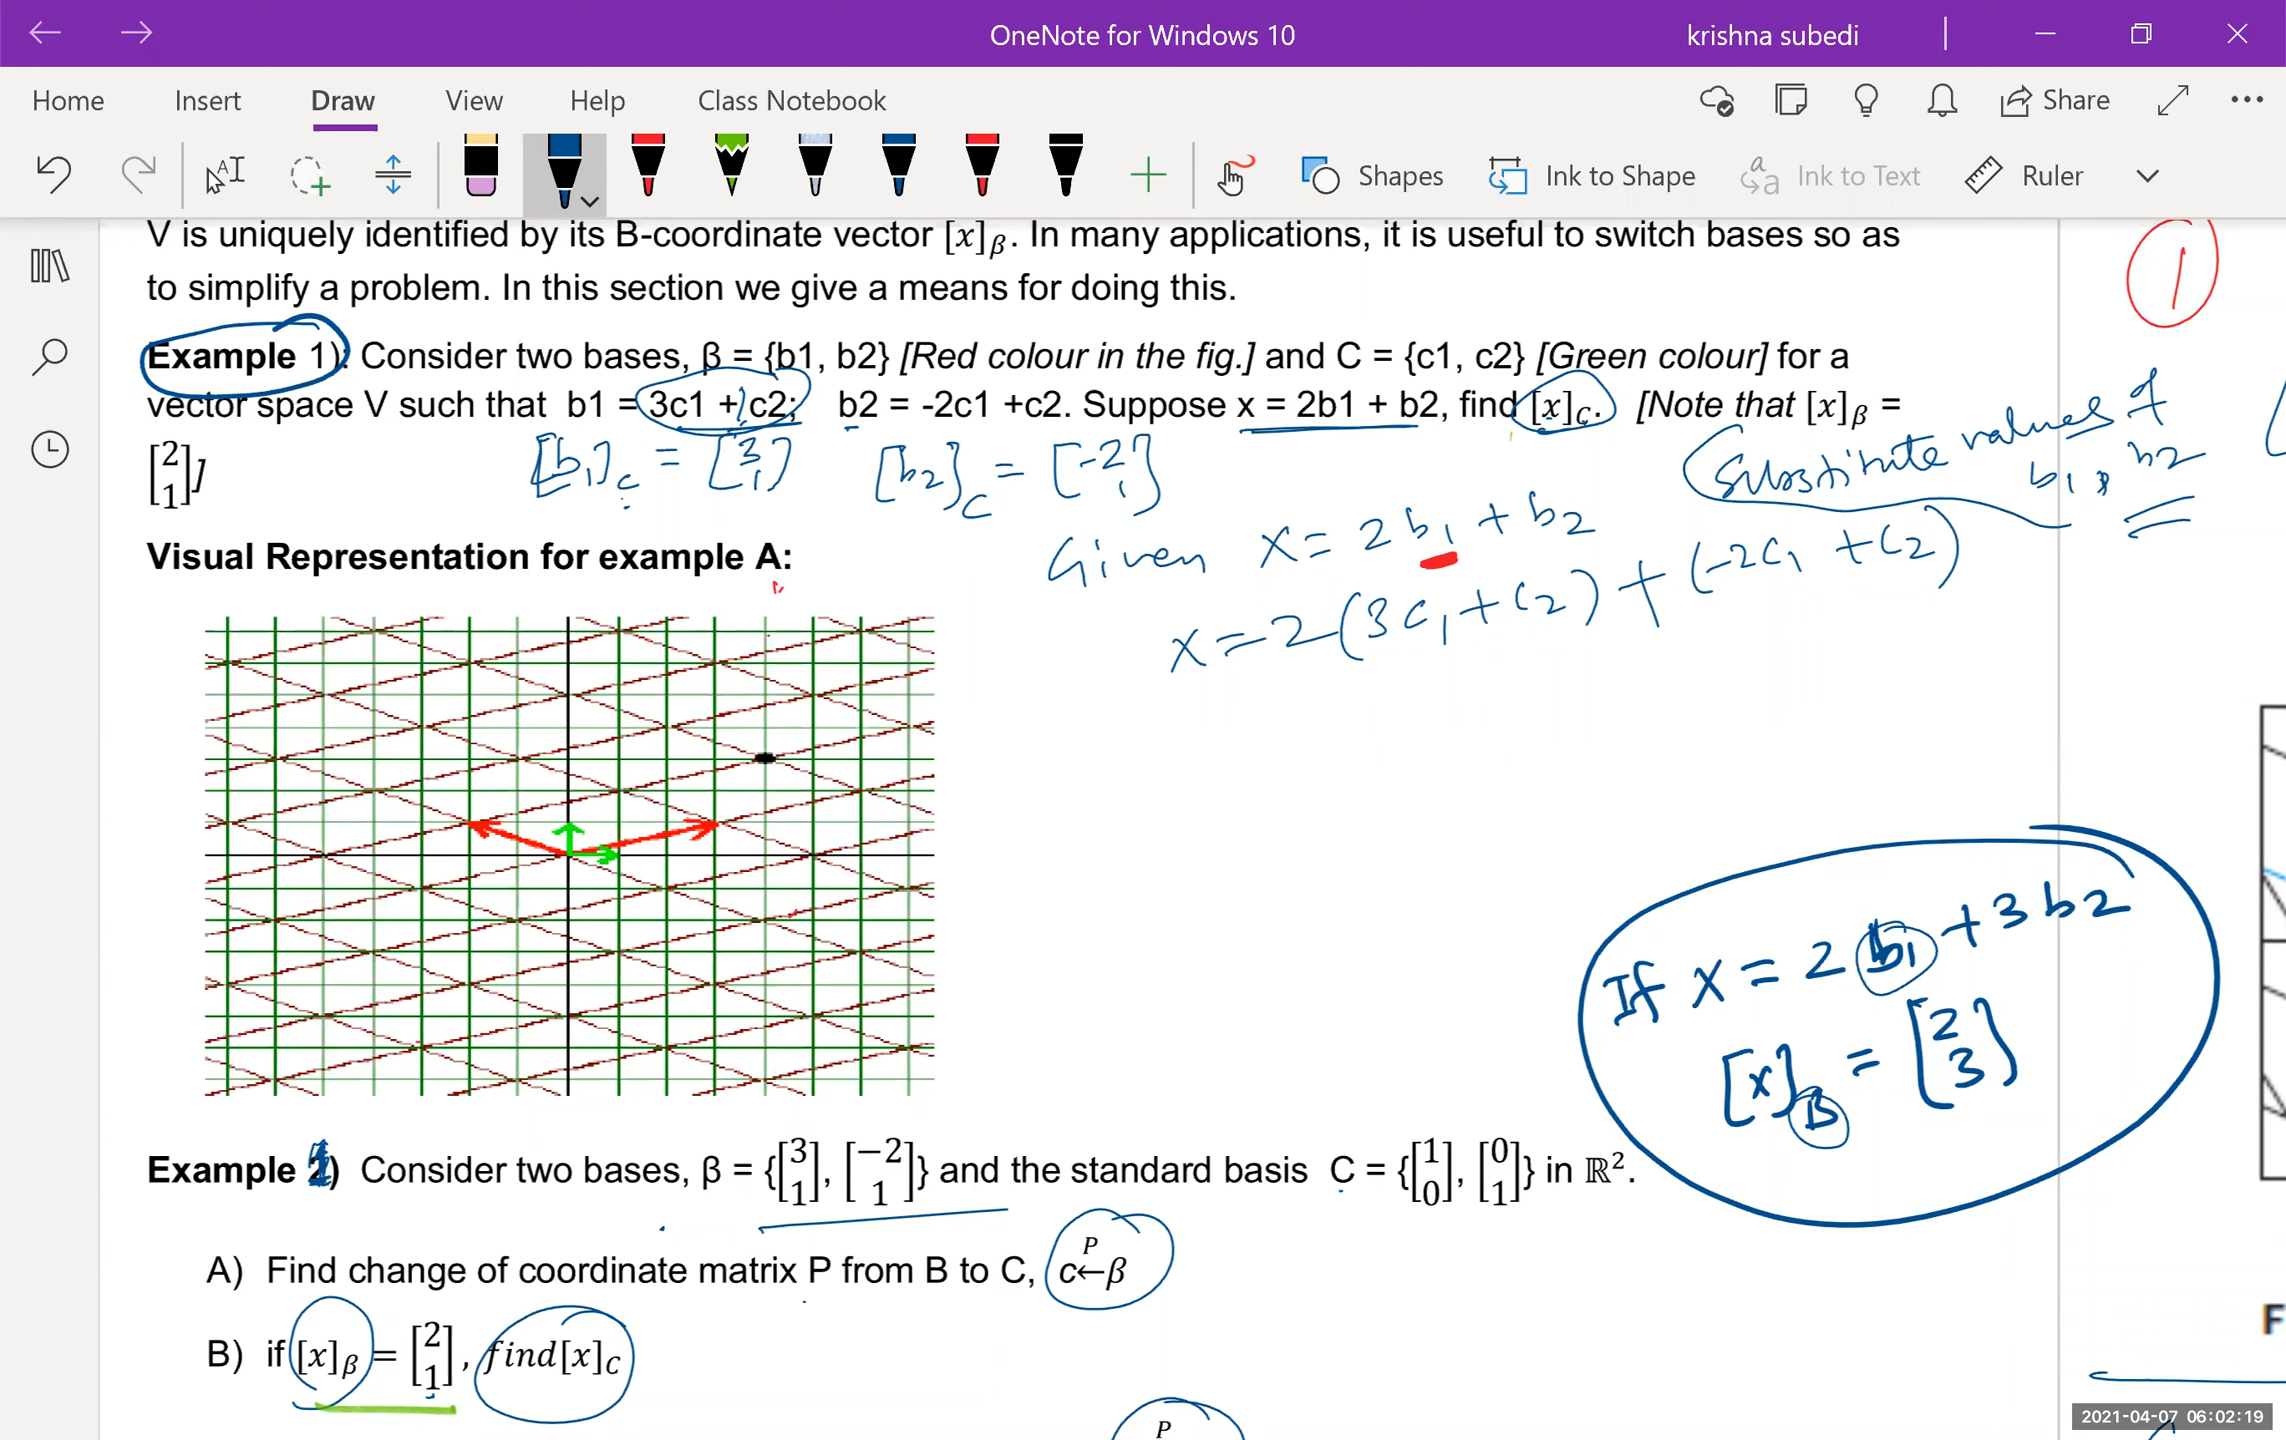 OneNote for Windows 10
krishna subedi
Home Insert Draw View Help Class Notebook Share
Shapes Ink to Shape Ink to Text Ruler
V is uniquely identified by its B-coordinate vector [x]β. In many applications, it is useful to switch bases so as
to simplify a problem. In this section we give a means for doing this.
1
Example 1): Consider two bases, β = {b1, b2} [Red colour in the fig.] and C = {c1, c2} [Green colour] for a
vector space V such that b1 = 3c1 + c2; b2 = -2c1 +c2. Suppose x = 2b1 + b2, find [x]C. [Note that [x]β =
[2 1]]
[b1]C = [3 1] [b2]C = [-2 1]
Substitute values of
b1, b2
Given x = 2b1 + b2
x = 2(3c1 + c2) + (-2c1 + c2)
Visual Representation for example A:
If x = 2b1 + 3b2
[x]B = [2 3]
Example 1) Consider two bases, β = {[3 1], [−2 1]} and the standard basis C = {[1 0], [0 1]} in ℝ².
A) Find change of coordinate matrix P from B to C, P c←β
B) if [x]β = [2 1], find[x]C
P
F
2021-04-07 06:02:19